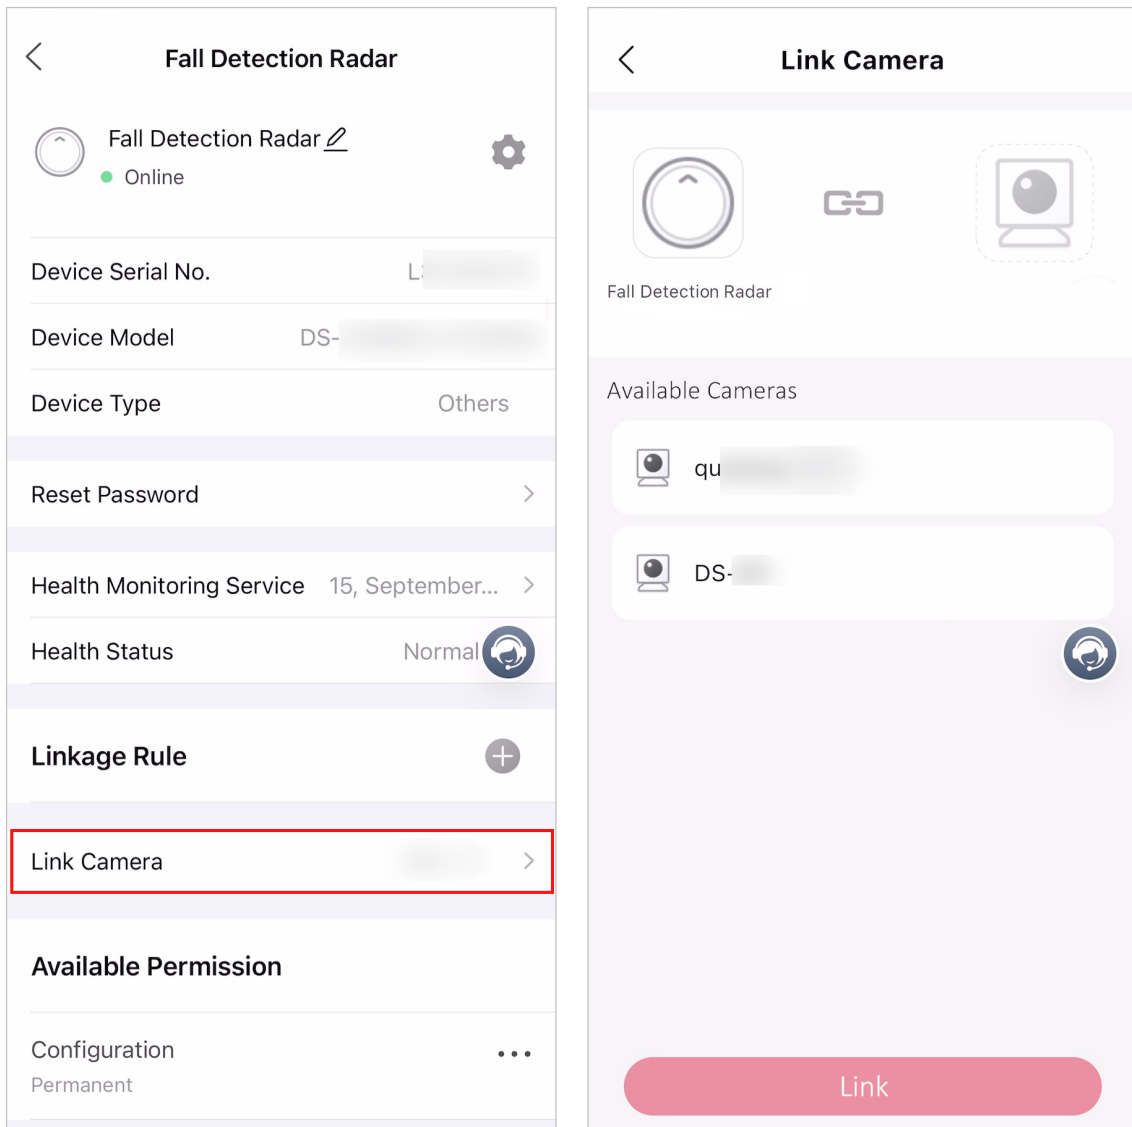 Fall Detection Radar
Fall Detection Radar
Online
Device Serial No.
Device Model DS-
Device Type Others
Reset Password
Health Monitoring Service 15, September...
Health Status Normal
Linkage Rule
Link Camera
Available Permission
Configuration
Permanent
Link Camera
Fall Detection Radar
Available Cameras
qu
DS-
Link